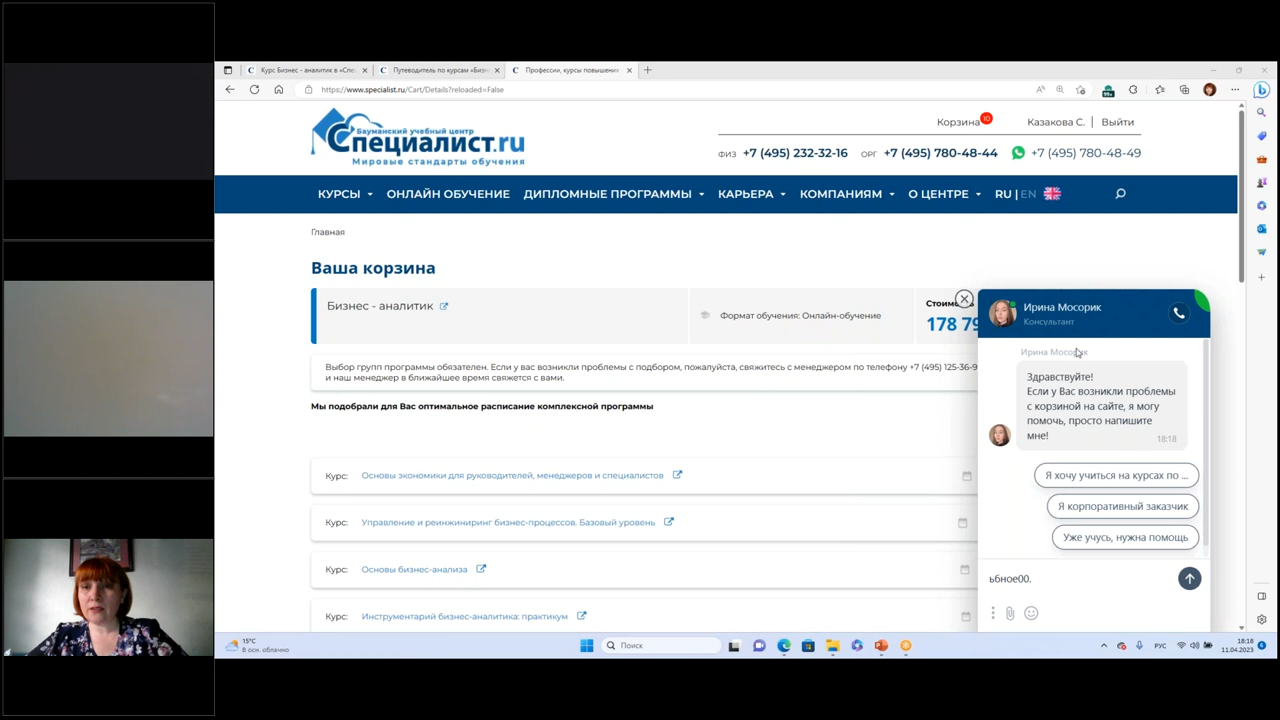 Курс Бизнес - аналитик в «Спе
Путеводитель по курсам «Бизн
Профессии, курсы повышения
https://www.specialist.ru/Cart/Details?reloaded=False
Бауманский учебный центр
Специалист.ru
Мировые стандарты обучения
Корзина 10
Казакова С. | Выйти
ФИЗ +7 (495) 232-32-16 ОРГ +7 (495) 780-48-44 +7 (495) 780-48-49
КУРСЫ ОНЛАЙН ОБУЧЕНИЕ ДИПЛОМНЫЕ ПРОГРАММЫ КАРЬЕРА КОМПАНИЯМ О ЦЕНТРЕ RU | EN
Главная
Ваша корзина
Бизнес - аналитик
Формат обучения: Онлайн-обучение
178 79
Выбор групп программы обязателен. Если у вас возникли проблемы с подбором, пожалуйста, свяжитесь с менеджером по телефону +7 (495) 125-36-9
и наш менеджер в ближайшее время свяжется с вами.
Мы подобрали для Вас оптимальное расписание комплексной программы
Курс: Основы экономики для руководителей, менеджеров и специалистов
Курс: Управление и реинжиниринг бизнес-процессов. Базовый уровень
Курс: Основы бизнес-анализа
Курс: Инструментарий бизнес-аналитика: практикум
Ирина Мосорик
Консультант
Ирина Мосорик
Здравствуйте!
Если у Вас возникли проблемы
с корзиной на сайте, я могу
помочь, просто напишите
мне!
18:18
Я хочу учиться на курсах по ...
Я корпоративный заказчик
Уже учусь, нужна помощь
ьбное00.
15°C
В осн. облачно
Поиск
РУС
18:18
11.04.2023